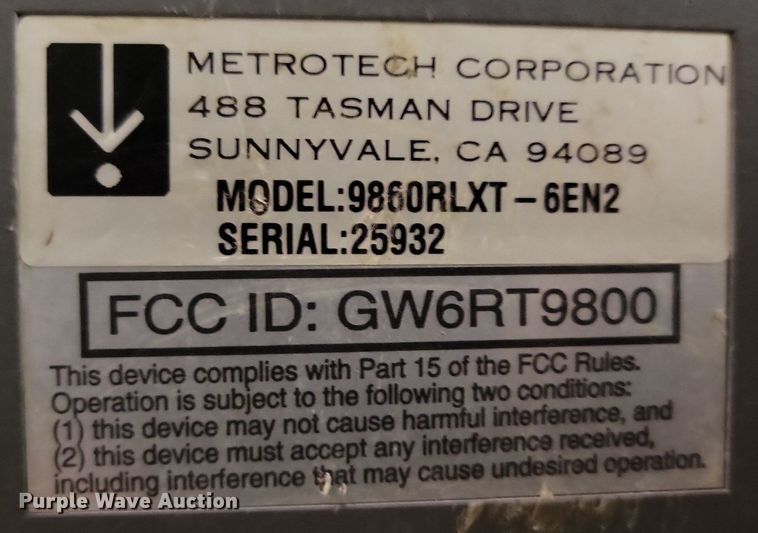 METROTECH CORPORATION
488 TASMAN DRIVE
SUNNYVALE, CA 94089
MODEL:9860RLXT-6EN2
SERIAL:25932
FCC ID: GW6RT9800
This device complies with Part 15 of the FCC Rules.
Operation is subject to the following two conditions:
(1) this device may not cause harmful interference, and
(2) this device must accept any interference received,
including interference that may cause undesired operation.
Purple Wave Auction